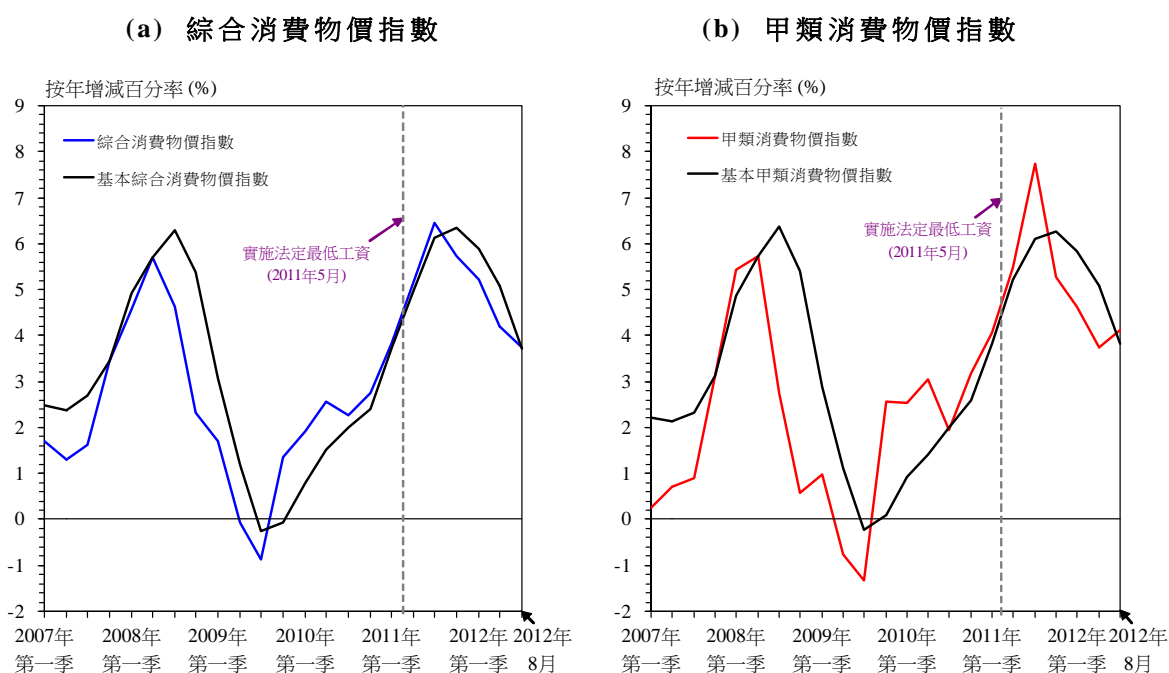 (a) 綜合消費物價指數
按年增減百分率 (%)
9
8
7
6
5
4
3
2
1
0
-1
-2
綜合消費物價指數
基本綜合消費物價指數
實施法定最低工資
(2011年5月)
2007年 2008年 2009年 2010年 2011年 2012年 2012年
第一季 第一季 第一季 第一季 第一季 第一季 8月
(b) 甲類消費物價指數
按年增減百分率 (%)
9
8
7
6
5
4
3
2
1
0
-1
-2
甲類消費物價指數
基本甲類消費物價指數
實施法定最低工資
(2011年5月)
2007年 2008年 2009年 2010年 2011年 2012年 2012年
第一季 第一季 第一季 第一季 第一季 第一季 8月